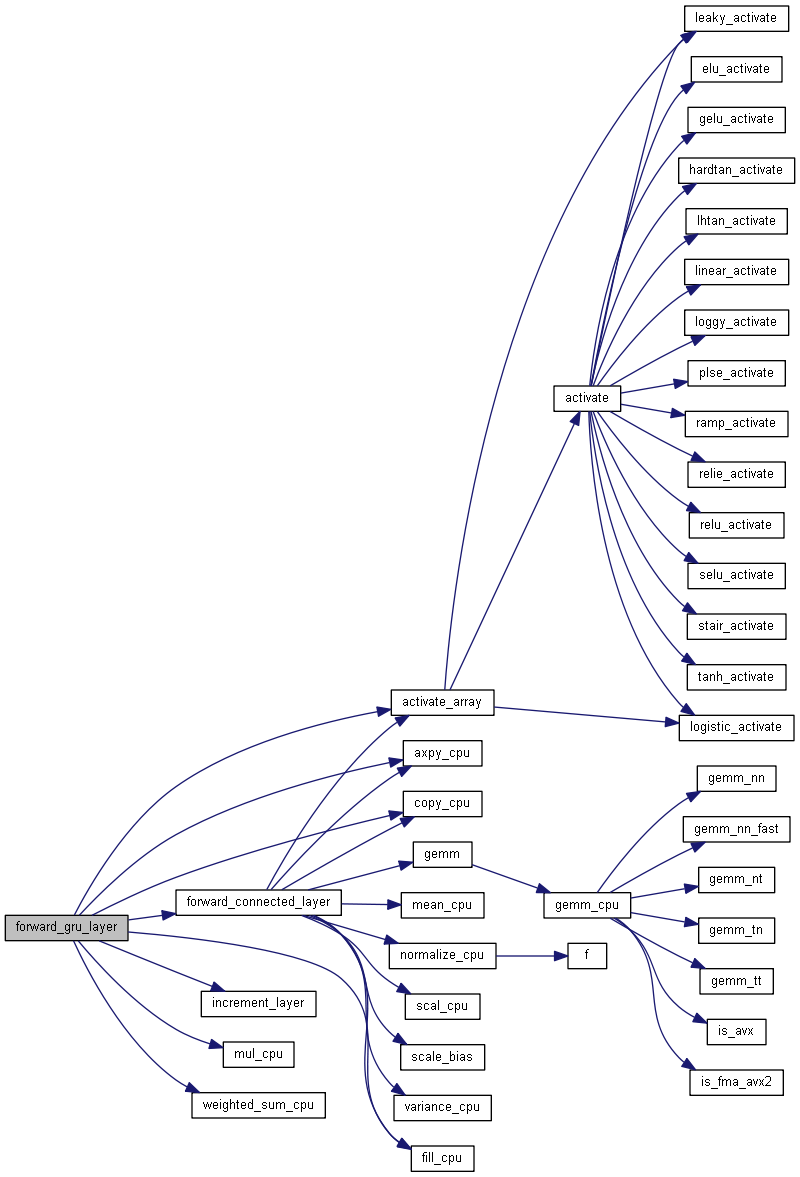 leaky_activate
elu_activate
gelu_activate
hardtan_activate
lhtan_activate
linear_activate
loggy_activate
plse_activate
activate
ramp_activate
relie_activate
relu_activate
selu_activate
stair_activate
tanh_activate
activate_array
logistic_activate
axpy_cpu
gemm_nn
copy_cpu
gemm_nn_fast
gemm
gemm_nt
forward_connected_layer
mean_cpu
gemm_cpu
forward_gru_layer
gemm_tn
normalize_cpu
f
gemm_tt
increment_layer
scal_cpu
is_avx
mul_cpu
scale_bias
is_fma_avx2
weighted_sum_cpu
variance_cpu
fill_cpu